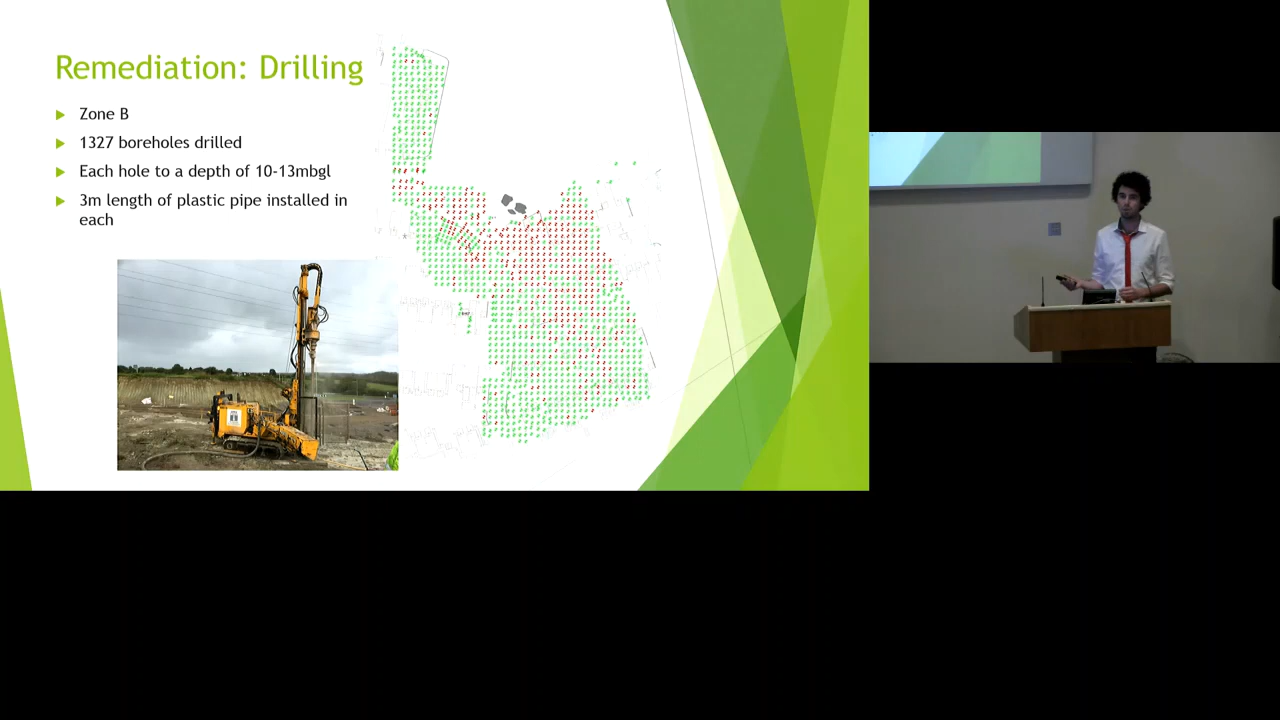 Remediation: Drilling
Zone B
1327 boreholes drilled
Each hole to a depth of 10-13mbgl
3m length of plastic pipe installed in
each